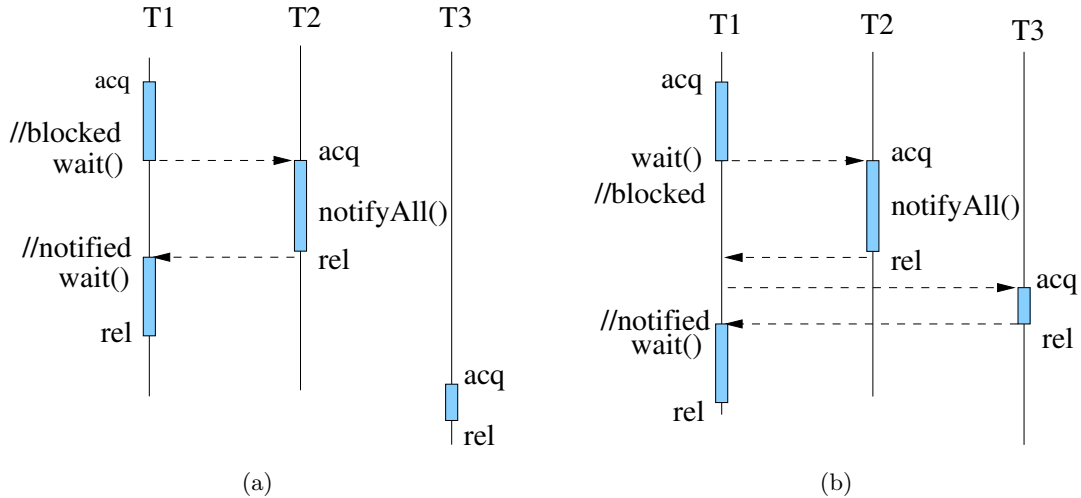 T1 T2 T3
acq
//blocked
wait()
acq
notifyAll()
//notified
wait()
rel
rel
acq
rel
(a)
T1 T2 T3
acq
wait()
acq
//blocked
notifyAll()
rel
acq
//notified
wait()
rel
rel
(b)